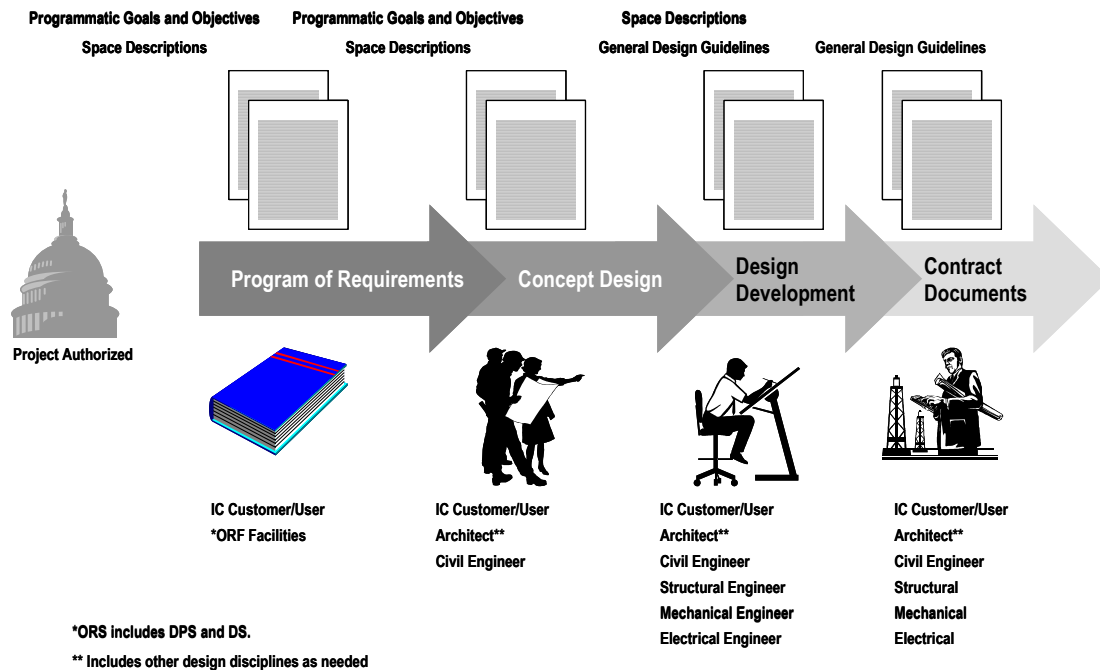 Programmatic Goals and Objectives
Space Descriptions
Programmatic Goals and Objectives
Space Descriptions
Space Descriptions
General Design Guidelines
General Design Guidelines
Project Authorized
Program of Requirements
Concept Design
Design
Development
Contract
Documents
IC Customer/User
*ORF Facilities
IC Customer/User
Architect**
Civil Engineer
IC Customer/User
Architect**
Civil Engineer
Structural Engineer
Mechanical Engineer
Electrical Engineer
IC Customer/User
Architect**
Civil Engineer
Structural
Mechanical
Electrical
*ORS includes DPS and DS.
** Includes other design disciplines as needed